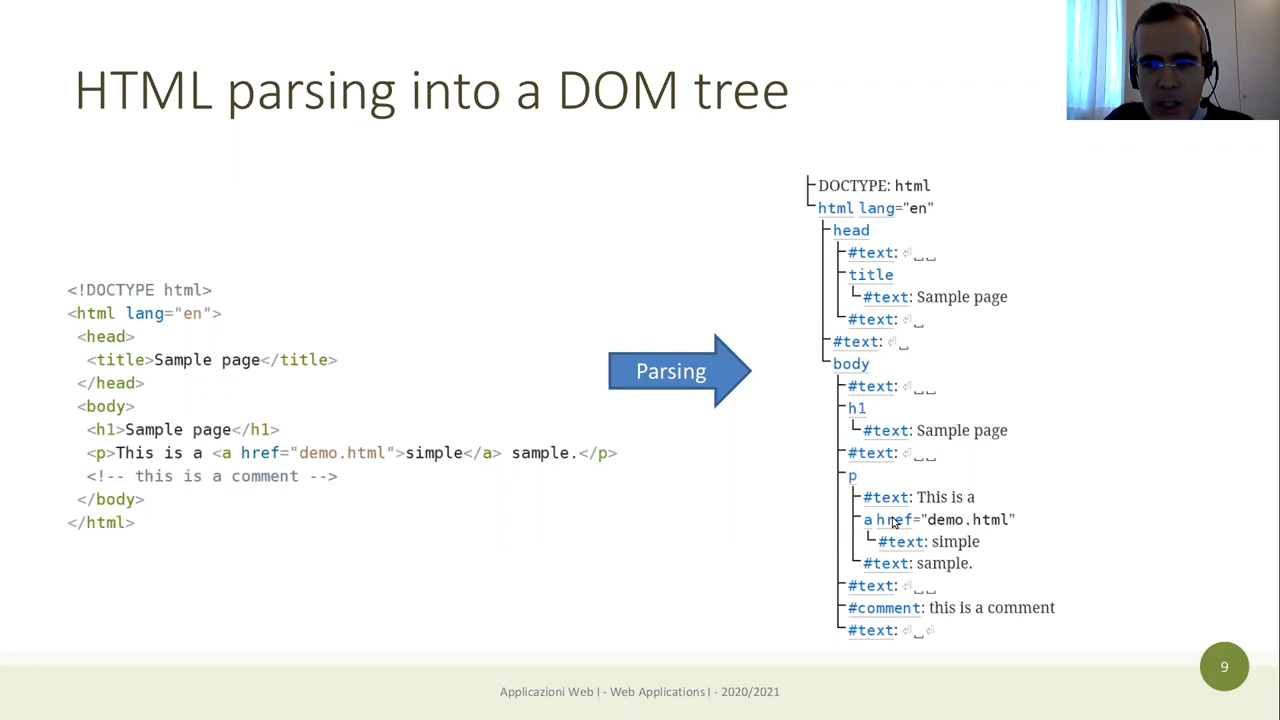 HTML parsing into a DOM tree
<!DOCTYPE html>
<html lang="en">
<head>
<title>Sample page</title>
</head>
<body>
<h1>Sample page</h1>
<p>This is a <a href="demo.html">simple</a> sample.</p>
<!-- this is a comment -->
</body>
</html>
Parsing
DOCTYPE: html
html lang="en"
head
#text: ⏎␣␣
title
#text: Sample page
#text: ⏎␣
#text: ⏎␣
body
#text: ⏎␣␣
h1
#text: Sample page
#text: ⏎␣␣
p
#text: This is a
a href="demo.html"
#text: simple
#text: sample.
#text: ⏎␣␣
#comment: this is a comment
#text: ⏎␣⏎
9
Applicazioni Web I - Web Applications I - 2020/2021